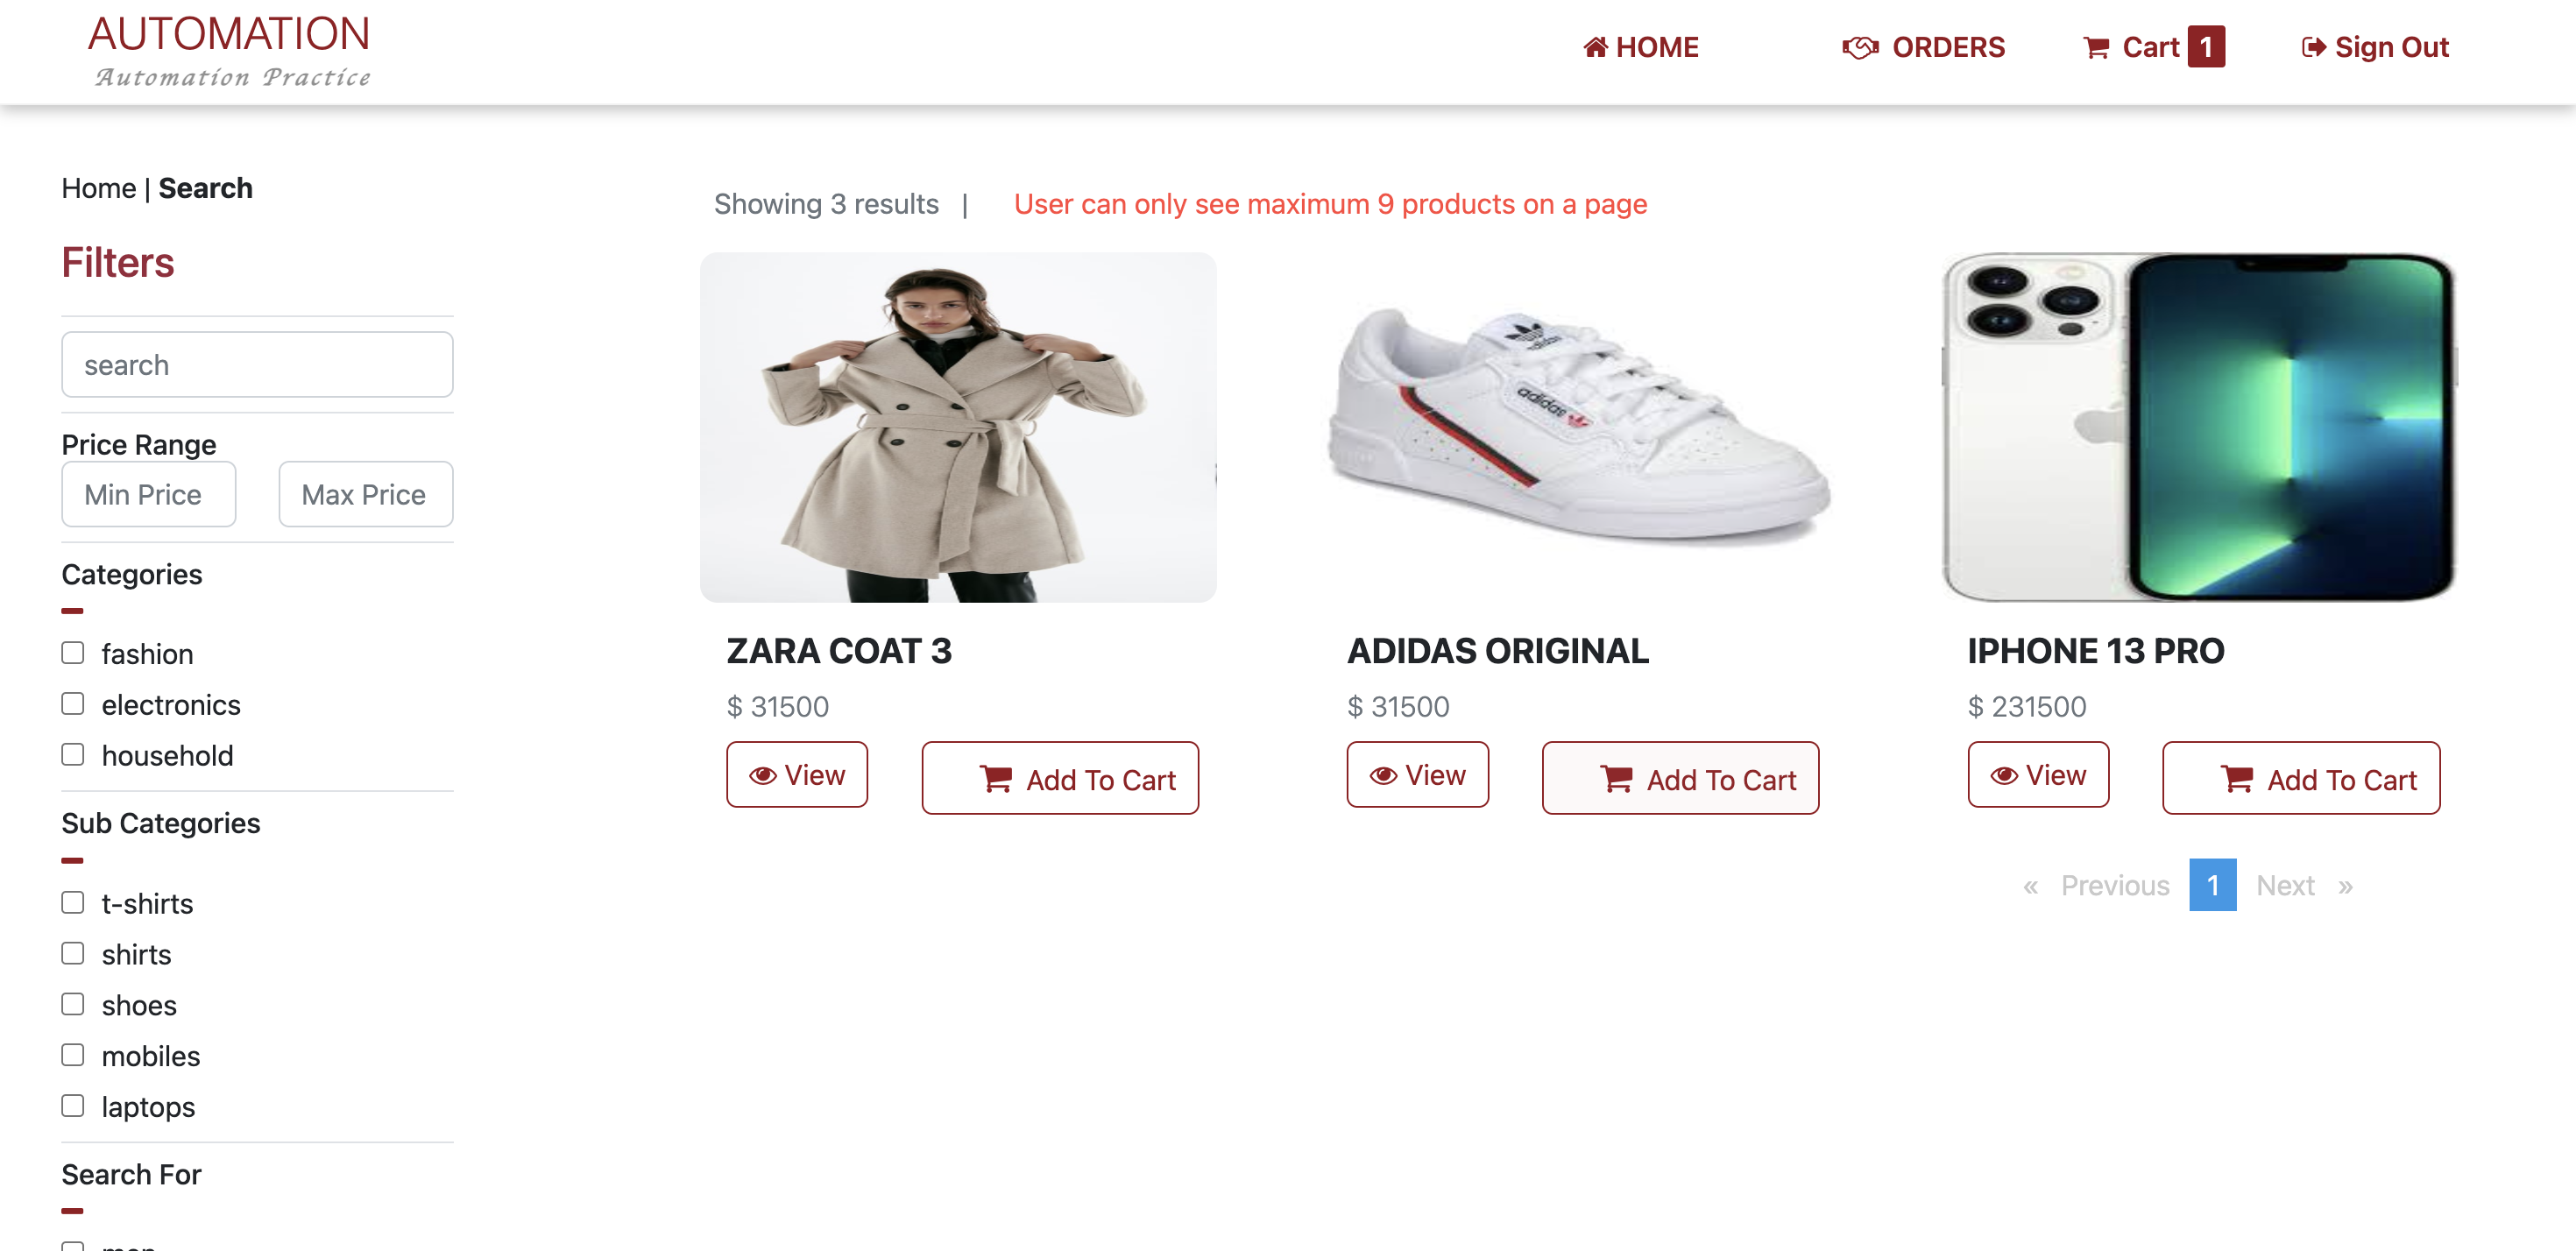 AUTOMATION
Automation Practice
HOME
ORDERS
Cart 1
Sign Out
Home | Search
Filters
search
Price Range
Min Price
Max Price
Categories
fashion
electronics
household
Sub Categories
t-shirts
shirts
shoes
mobiles
laptops
Search For
Showing 3 results |
User can only see maximum 9 products on a page
adidas
ZARA COAT 3
$ 31500
View
Add To Cart
ADIDAS ORIGINAL
$ 31500
View
Add To Cart
IPHONE 13 PRO
$ 231500
View
Add To Cart
« Previous 1 Next »